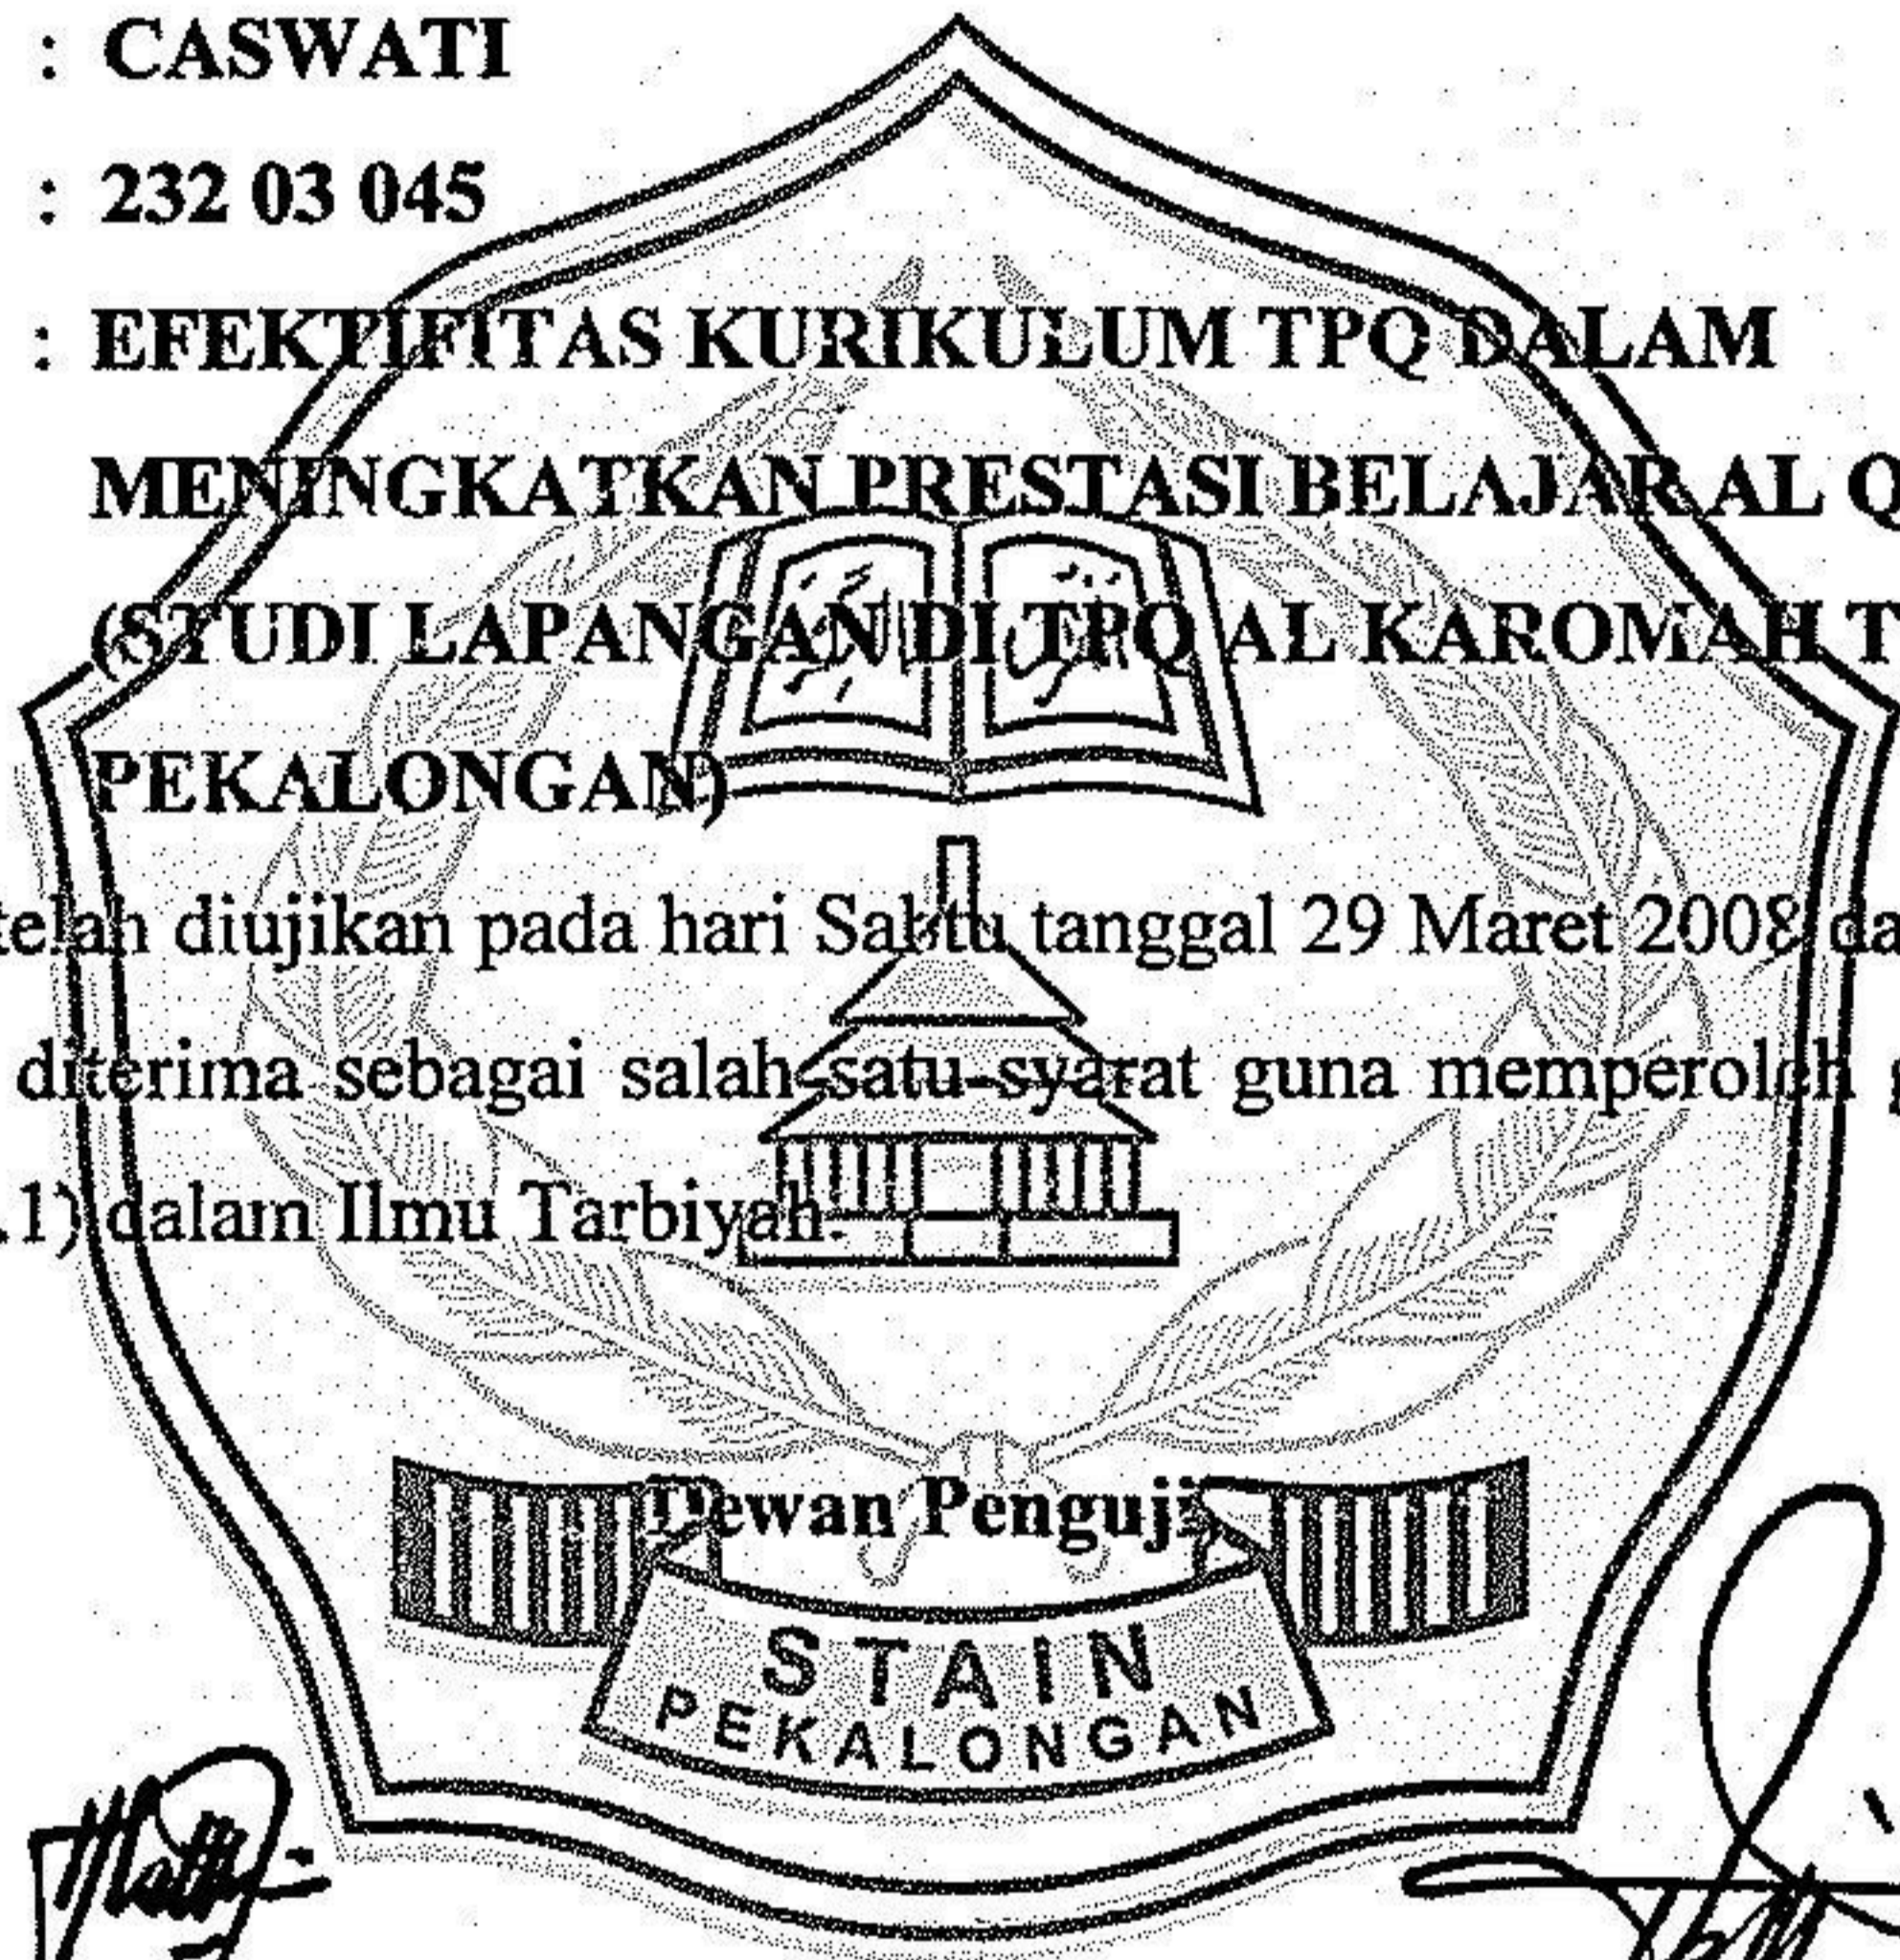 : CASWATI
: 232 03 045
: EFEKTIFITAS KURIKULUM TPQ DALAM
MENINGKATKAN PRESTASI BELAJAR AL Q
(STUDI LAPANGAN DI TPQ AL KAROMAH T
PEKALONGAN)
telah diujikan pada hari Sabtu tanggal 29 Maret 2008 da
diterima sebagai salah satu syarat guna memperoleh g
.1) dalam Ilmu Tarbiyah.
Dewan Penguji
STAIN
PEKALONGAN